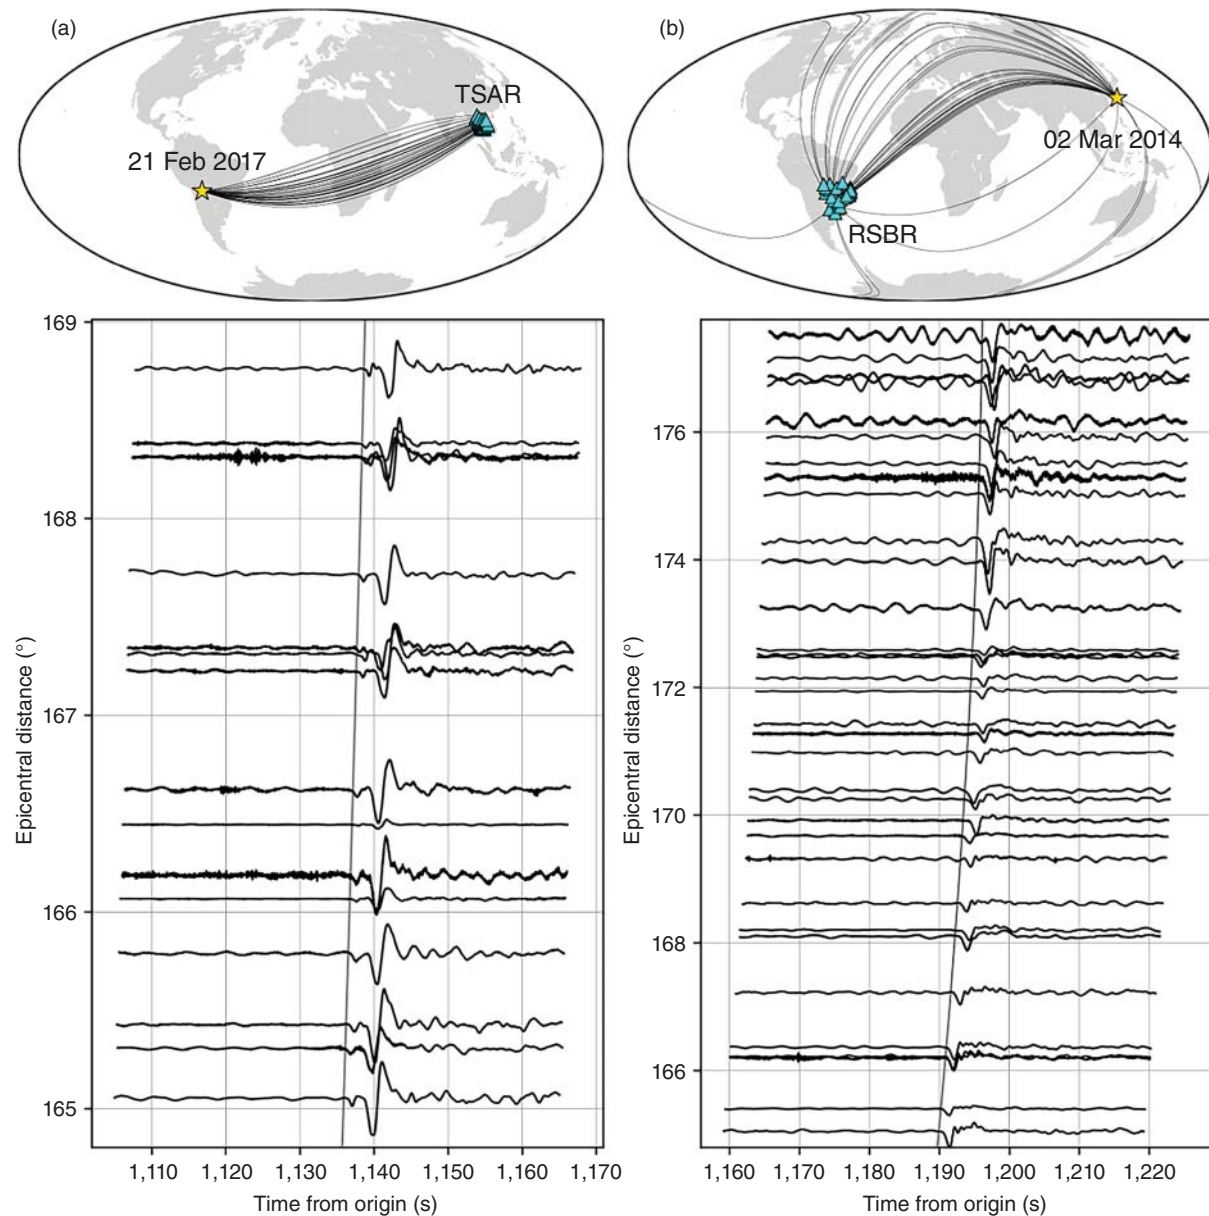 (a)
TSAR
21 Feb 2017
(b)
02 Mar 2014
RSBR
169
168
167
166
165
Epicentral distance (°)
1,110
1,120
1,130
1,140
1,150
1,160
1,170
Time from origin (s)
176
174
172
170
168
166
Epicentral distance (°)
1,160
1,170
1,180
1,190
1,200
1,210
1,220
Time from origin (s)